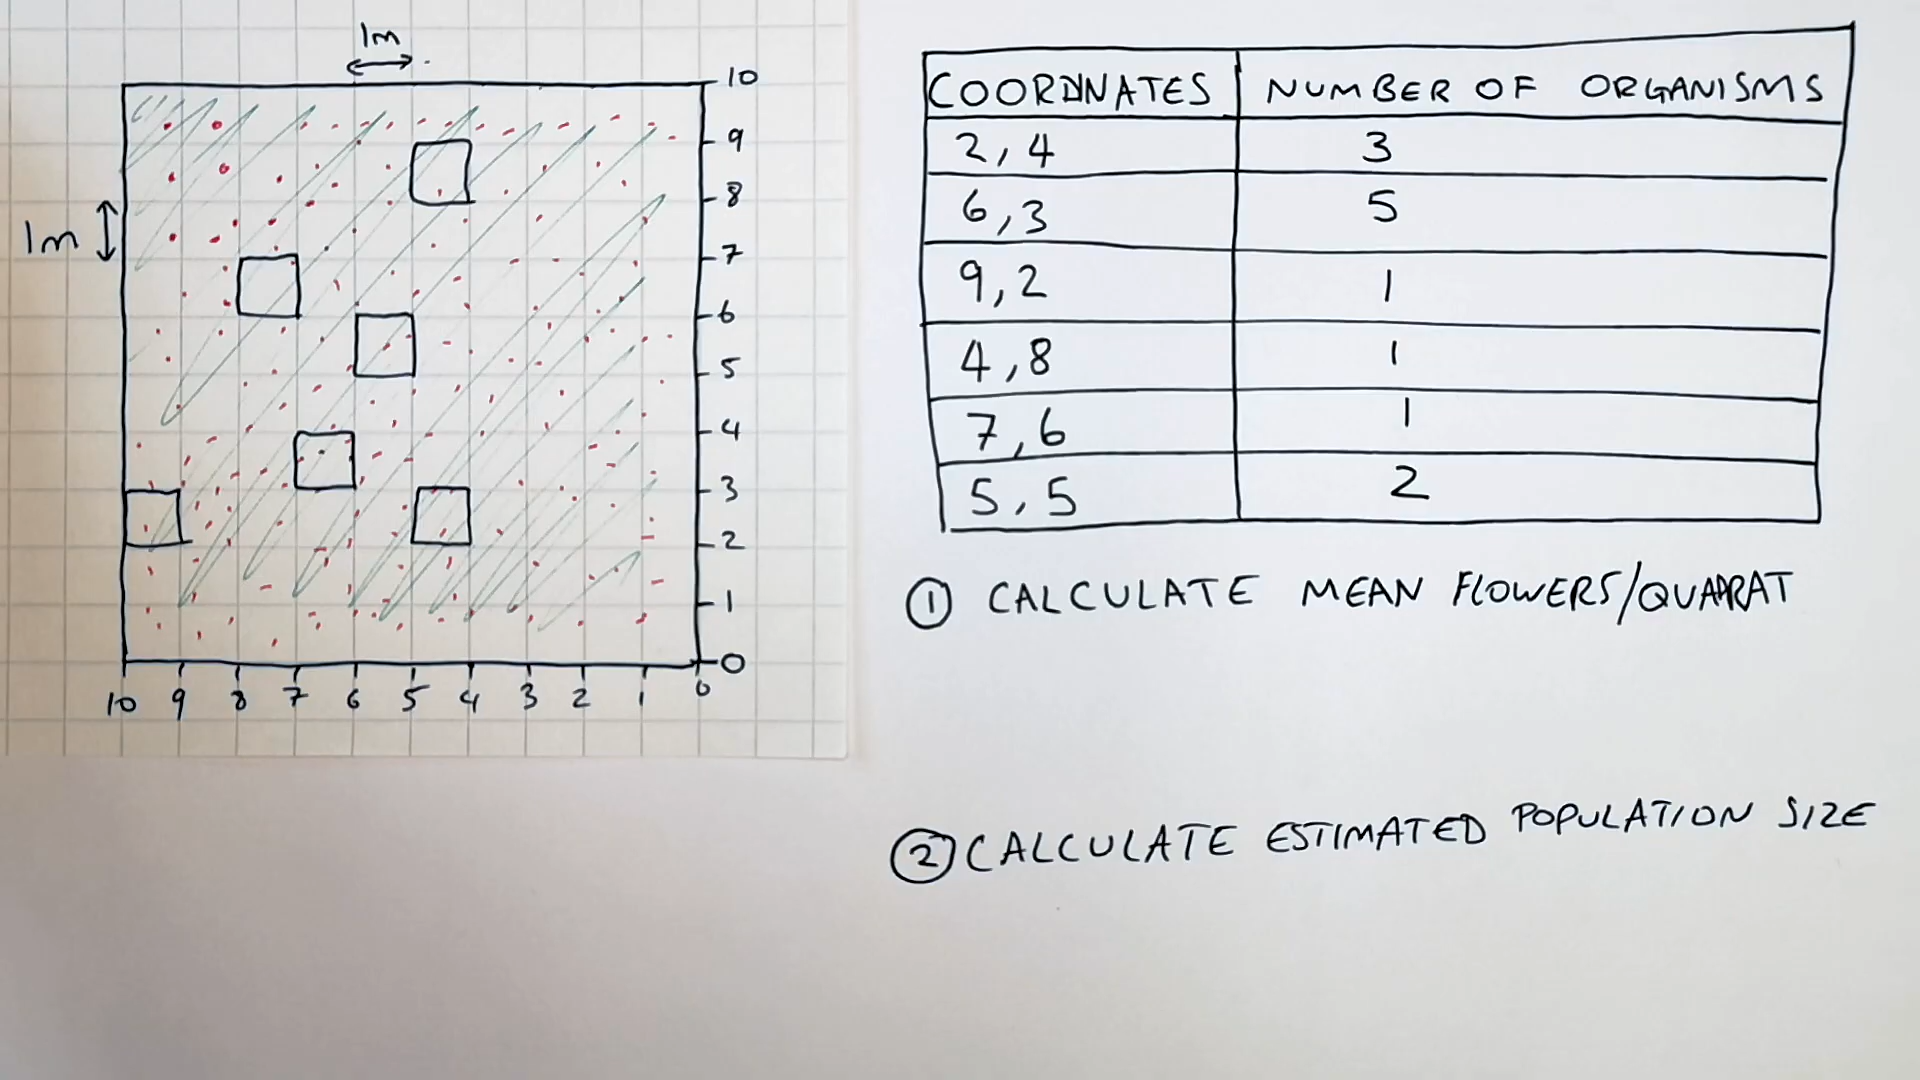 1m
10
9
8
1m
7
6
5
4
3
2
1
0
10 9 8 7 6 5 4 3 2 1 0
COORDINATES NUMBER OF ORGANISMS
2,4 3
6,3 5
9,2 1
4,8 1
7,6 1
5,5 2
① CALCULATE MEAN FLOWERS/QUADRAT
② CALCULATE ESTIMATED POPULATION SIZE